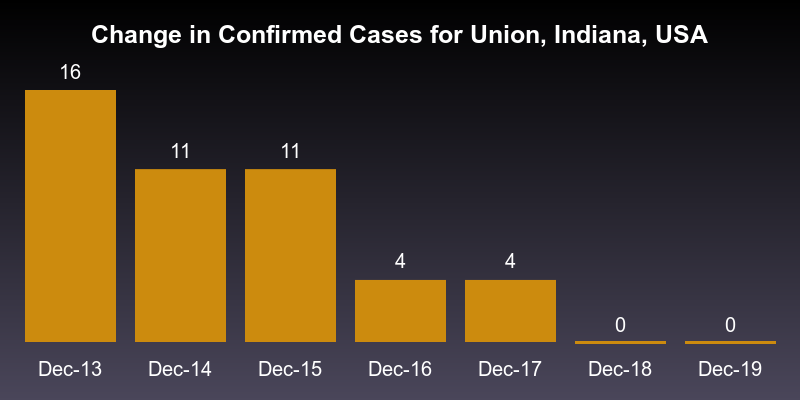 Change in Confirmed Cases for Union, Indiana, USA
16
11
11
4
4
0
0
Dec-13
Dec-14
Dec-15
Dec-16
Dec-17
Dec-18
Dec-19